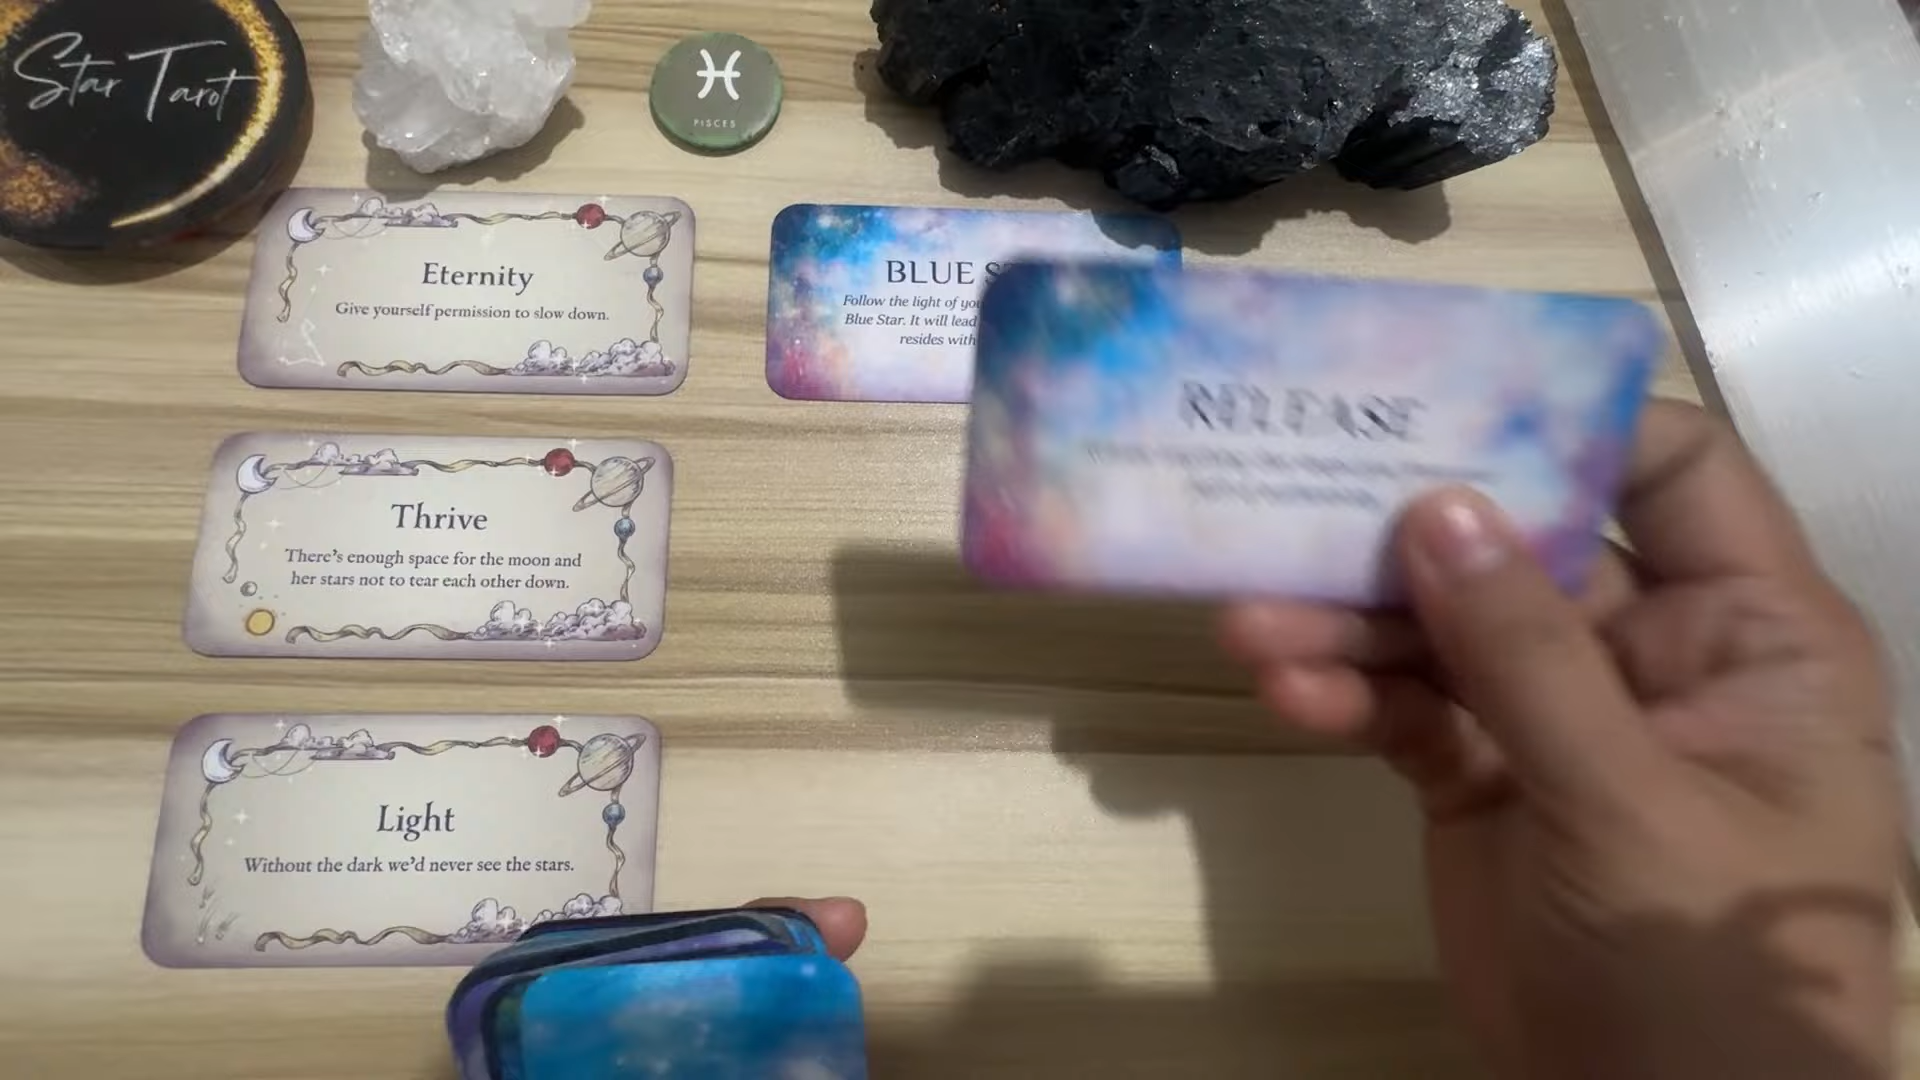 Star Tarot
PISCES
Eternity
Give yourself permission to slow down.
BLUE
Follow the light of
Blue Star. It will lead
resides with
RELEASE
Thrive
There's enough space for the moon and
her stars not to tear each other down.
Light
Without the dark we'd never see the stars.